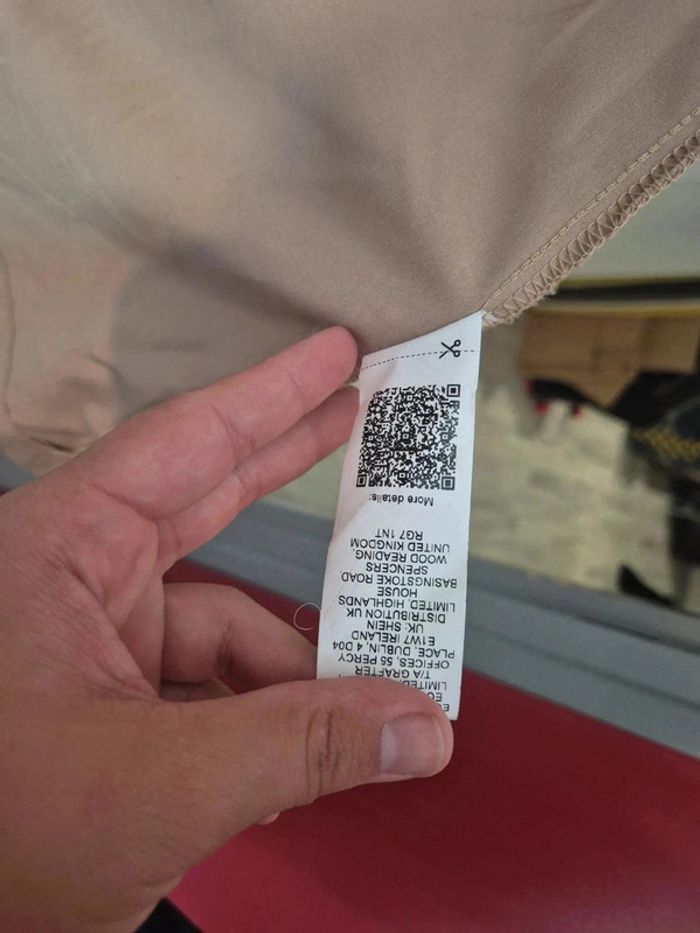 LIMITED,
T/A GRAFTER
OFFICES, 55 PERCY
PLACE, DUBLIN, 4 D04
E1W7 IRELAND
UK: SHEIN
DISTRIBUTION UK
LIMITED, HIGHLANDS
HOUSE
BASINGSTOKE ROAD
SPENCERS
WOOD READING,
UNITED KINGDOM
RG7 1NT
More details: